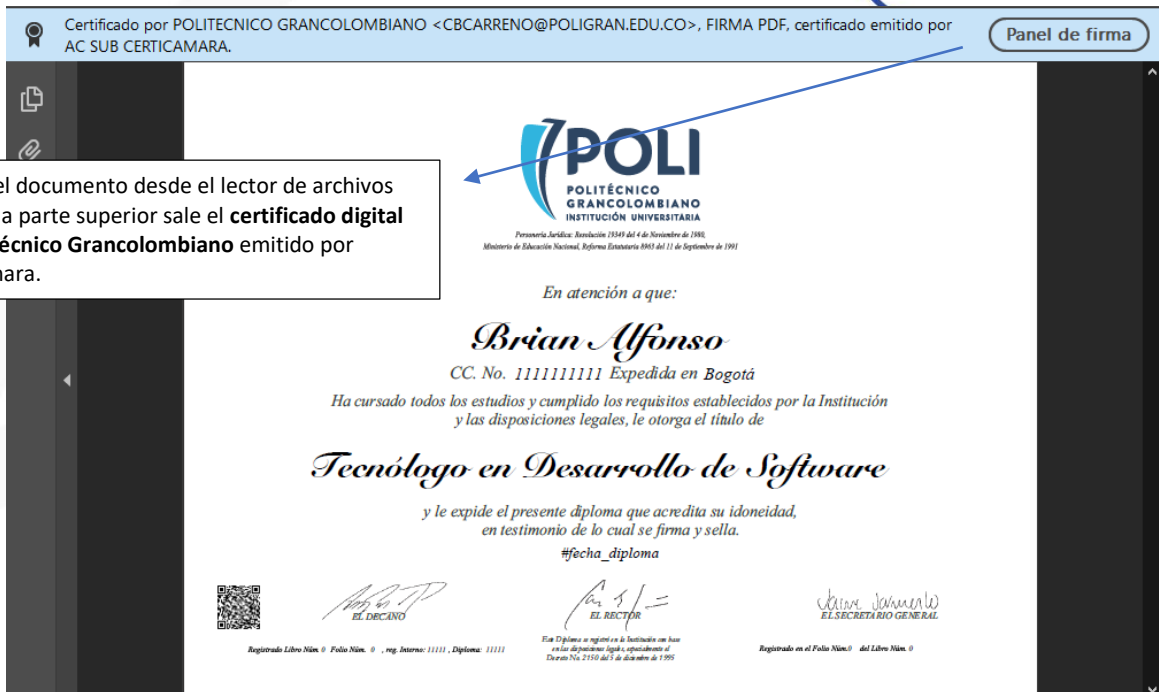 Certificado por POLITECNICO GRANCOLOMBIANO <CBCARRENO@POLIGRAN.EDU.CO>, FIRMA PDF, certificado emitido por
AC SUB CERTICAMARA.
Panel de firma
el documento desde el lector de archivos
a parte superior sale el certificado digital
écnico Grancolombiano emitido por
nara.
POLI
POLITÉCNICO
GRANCOLOMBIANO
INSTITUCIÓN UNIVERSITARIA
Personería Jurídica: Resolución 19349 del 4 de Noviembre de 1980,
Ministerio de Educación Nacional, Reforma Estatutaria 8963 del 11 de Septiembre de 1991
En atención a que:
Brian Alfonso
CC. No. 1111111111 Expedida en Bogotá
Ha cursado todos los estudios y cumplido los requisitos establecidos por la Institución
y las disposiciones legales, le otorga el título de
Tecnólogo en Desarrollo de Software
y le expide el presente diploma que acredita su idoneidad,
en testimonio de lo cual se firma y sella.
#fecha_diploma
EL DECANO
EL RECTOR
EL SECRETARIO GENERAL
Registrado Libro Núm. 0 Folio Núm. 0 , reg. Interno: 11111 , Diploma: 11111
Este Diploma se registró en la Institución con base
en las disposiciones legales, especialmente el
Decreto No. 2150 del 5 de diciembre de 1995
Registrado en el Folio Núm.0 del Libro Núm. 0